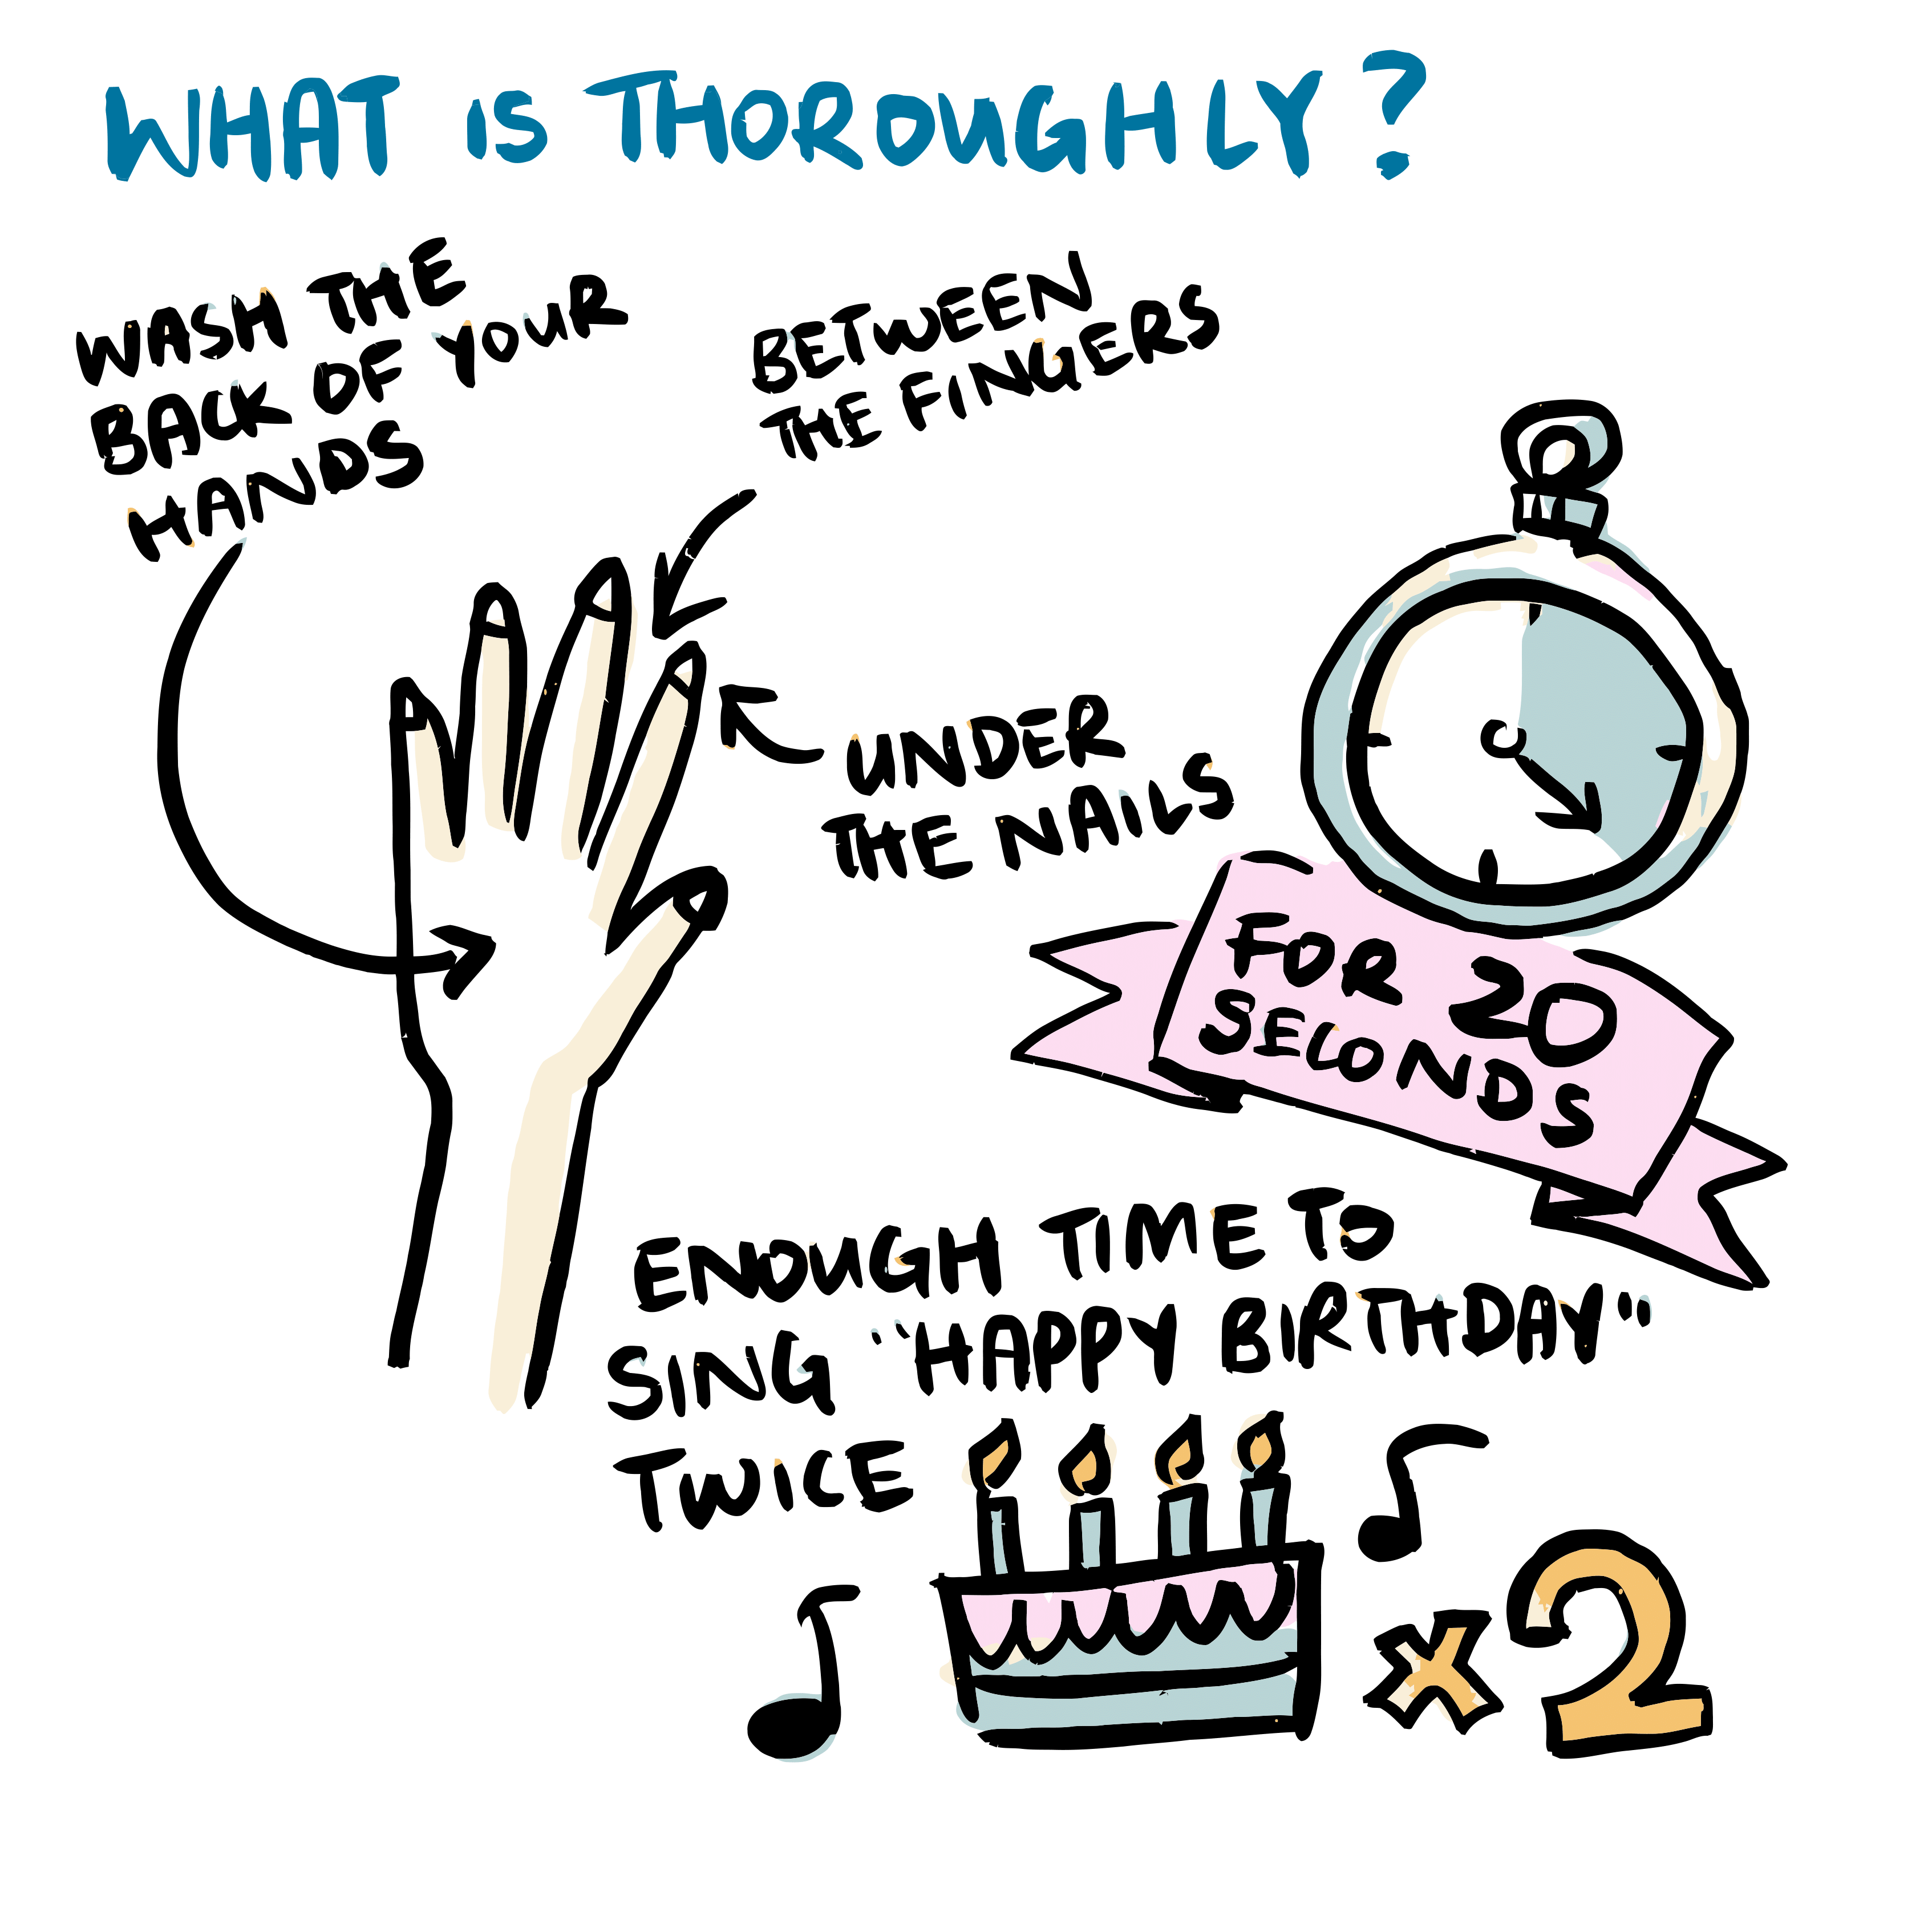 WHAT is THOROUGHLY?
WASH THE
BACK OF YOUR
HANDS
BETWEEN
THE FINGERS
UNDER
THE NAILS
FOR 20
SECONDS
ENOUGH TIME TO
SING "HAPPY BIRTHDAY"
TWICE
x2